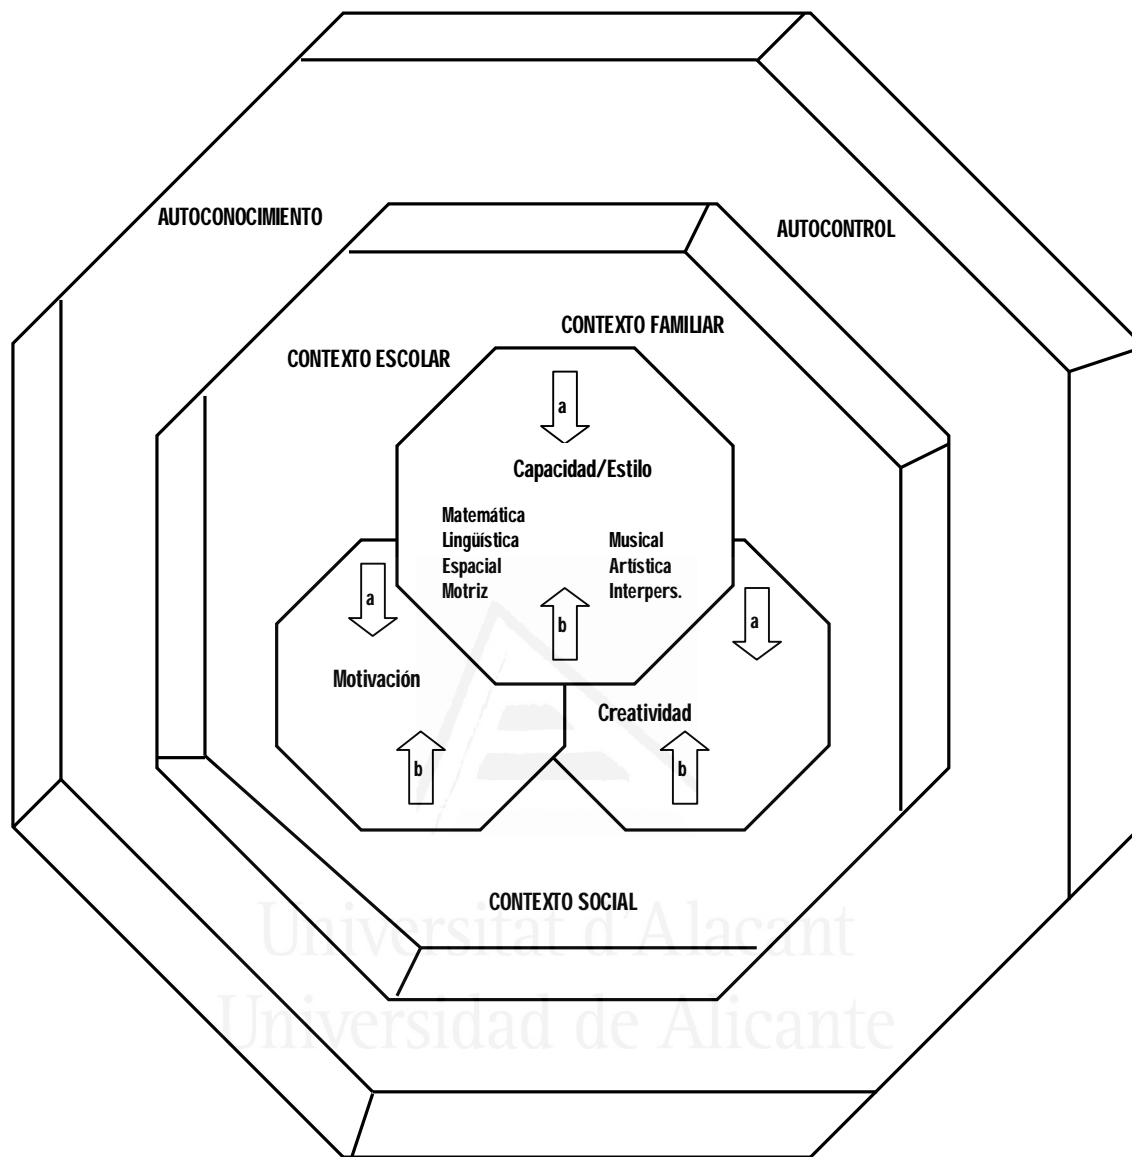 AUTOCONOCIMIENTO
AUTOCONTROL
CONTEXTO FAMILIAR
CONTEXTO ESCOLAR
a
Capacidad/Estilo
Matemática
Lingüística
Espacial
Motriz
Musical
Artística
Interpers.
b
a
Motivación
b
a
Creatividad
b
CONTEXTO SOCIAL
Universitat d'Alacant
Universidad de Alicante